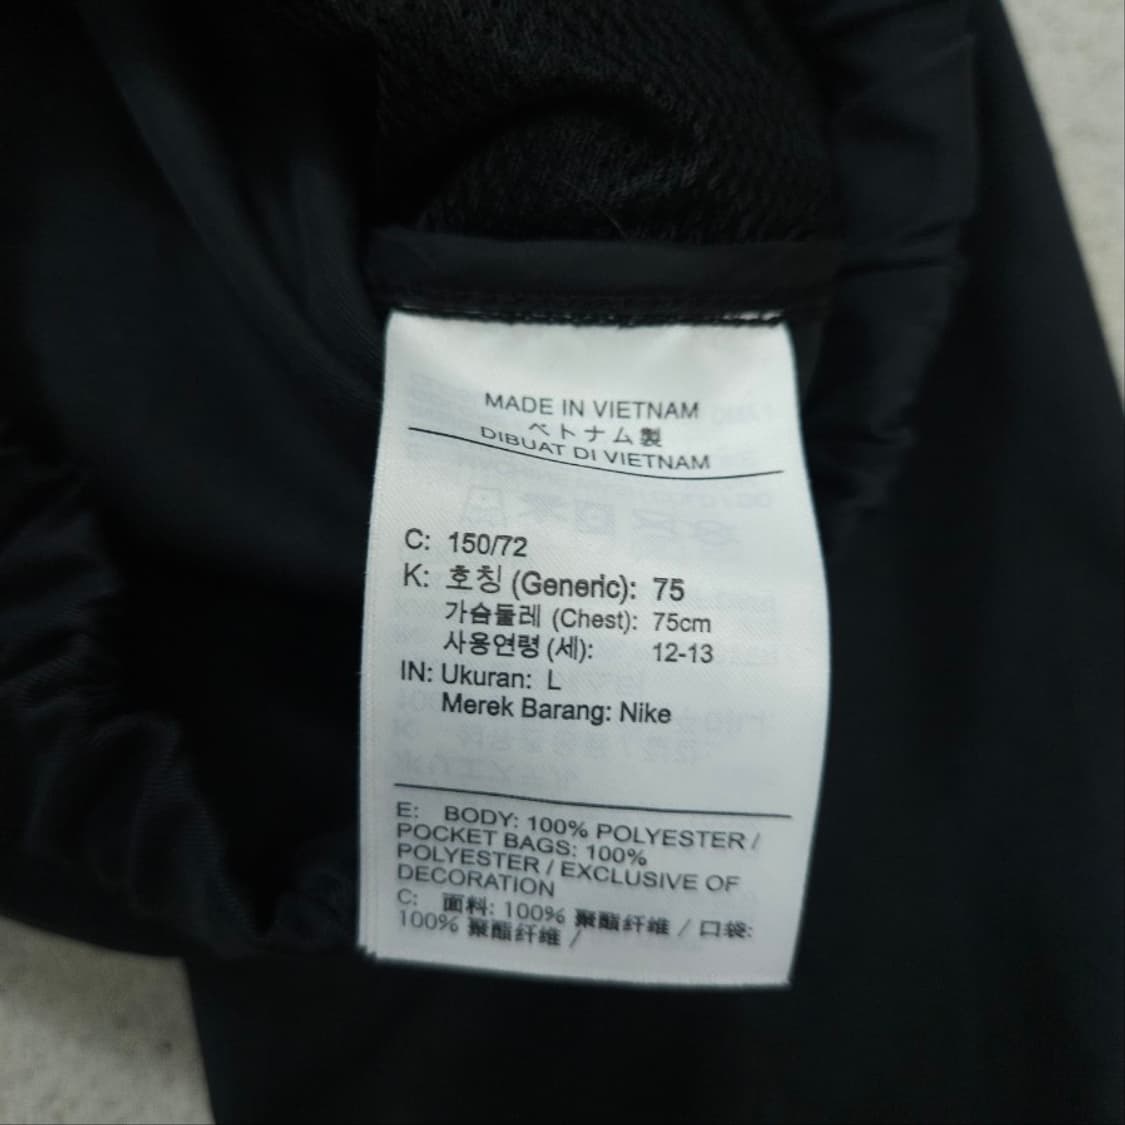 MADE IN VIETNAM
ベトナム製
DIBUAT DI VIETNAM
C: 150/72
K: 호칭 (Generic): 75
가슴둘레 (Chest): 75cm
사용연령 (세): 12-13
IN: Ukuran: L
Merek Barang: Nike
E: BODY: 100% POLYESTER /
POCKET BAGS: 100%
POLYESTER / EXCLUSIVE OF
DECORATION
C: 面料: 100% 聚酯纤维 / 口袋:
100% 聚酯纤维 /